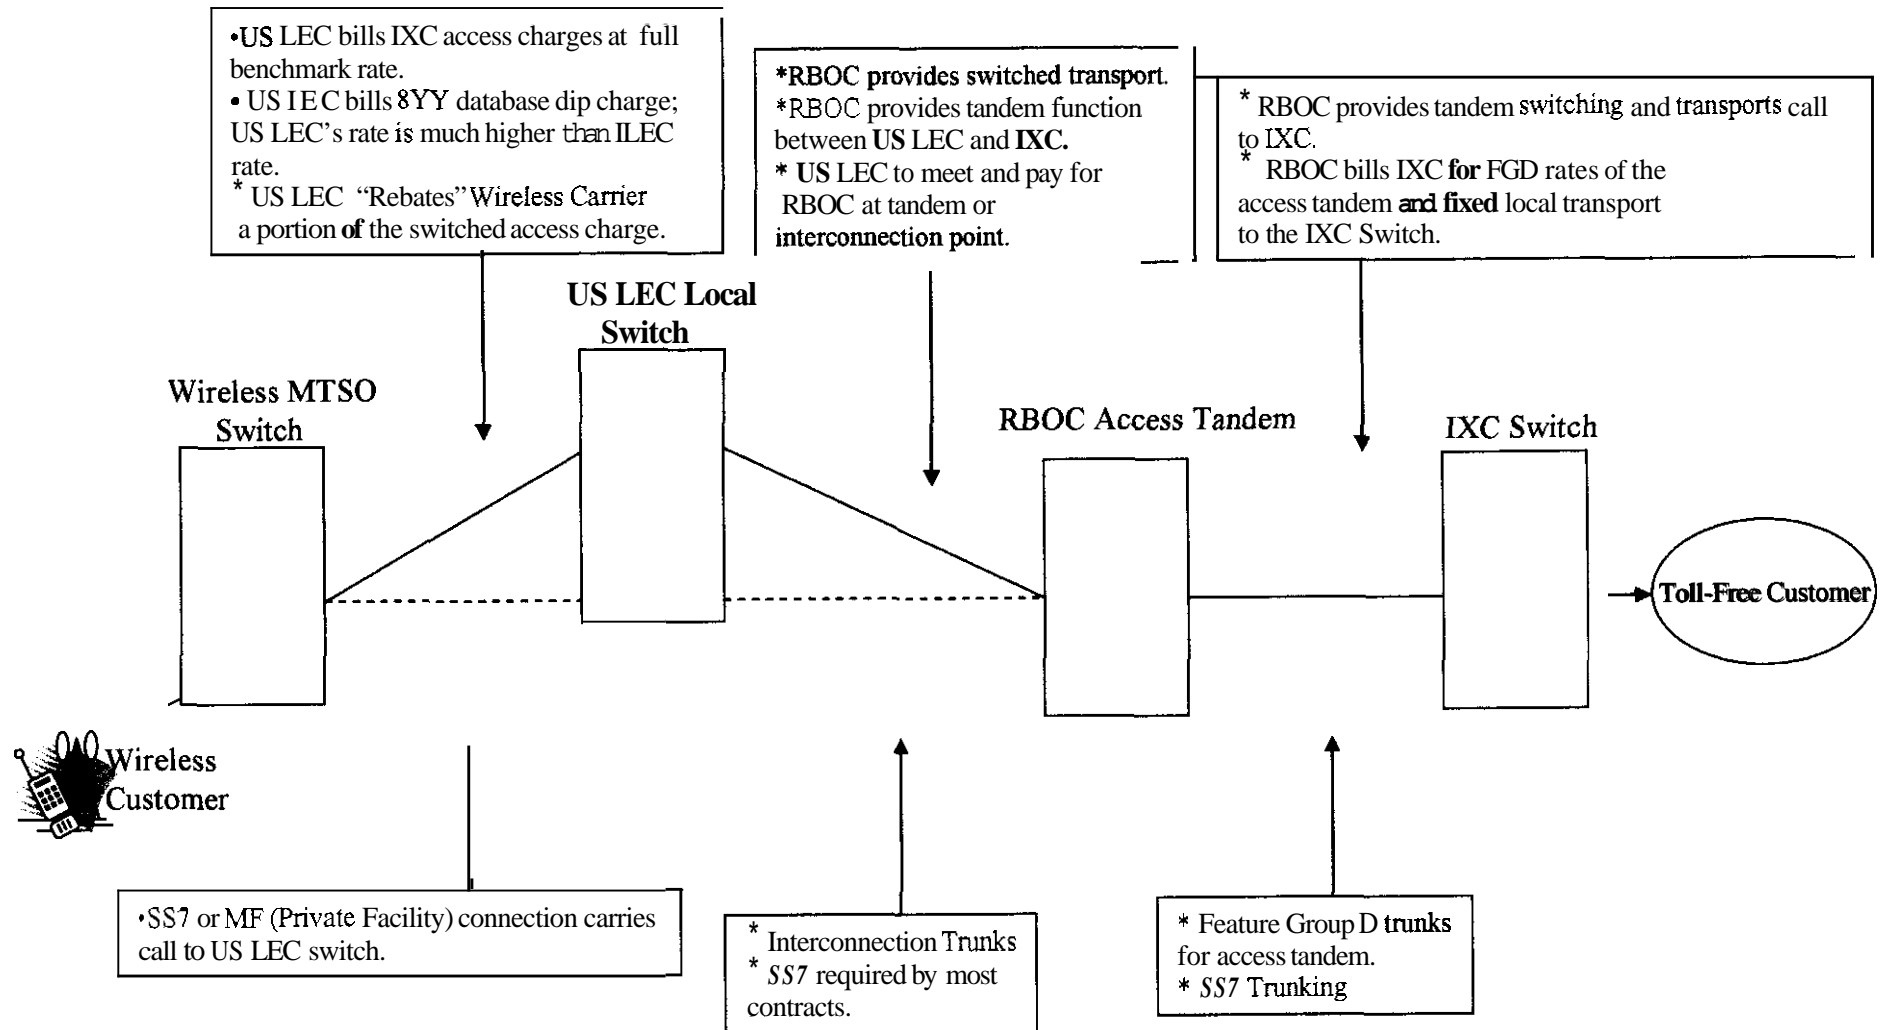 •US LEC bills IXC access charges at full
benchmark rate.
• US IEC bills 8YY database dip charge;
US LEC's rate is much higher than ILEC
rate.
* US LEC “Rebates” Wireless Carrier
a portion of the switched access charge.
*RBOC provides switched transport.
*RBOC provides tandem function
between US LEC and IXC.
* US LEC to meet and pay for
RBOC at tandem or
interconnection point.
* RBOC provides tandem switching and transports call
to IXC.
* RBOC bills IXC for FGD rates of the
access tandem and fixed local transport
to the IXC Switch.
US LEC Local
Switch
Wireless MTSO
Switch
RBOC Access Tandem
IXC Switch
Toll-Free Customer
Wireless
Customer
•SS7 or MF (Private Facility) connection carries
call to US LEC switch.
* Interconnection Trunks
* SS7 required by most
contracts.
* Feature Group D trunks
for access tandem.
* SS7 Trunking